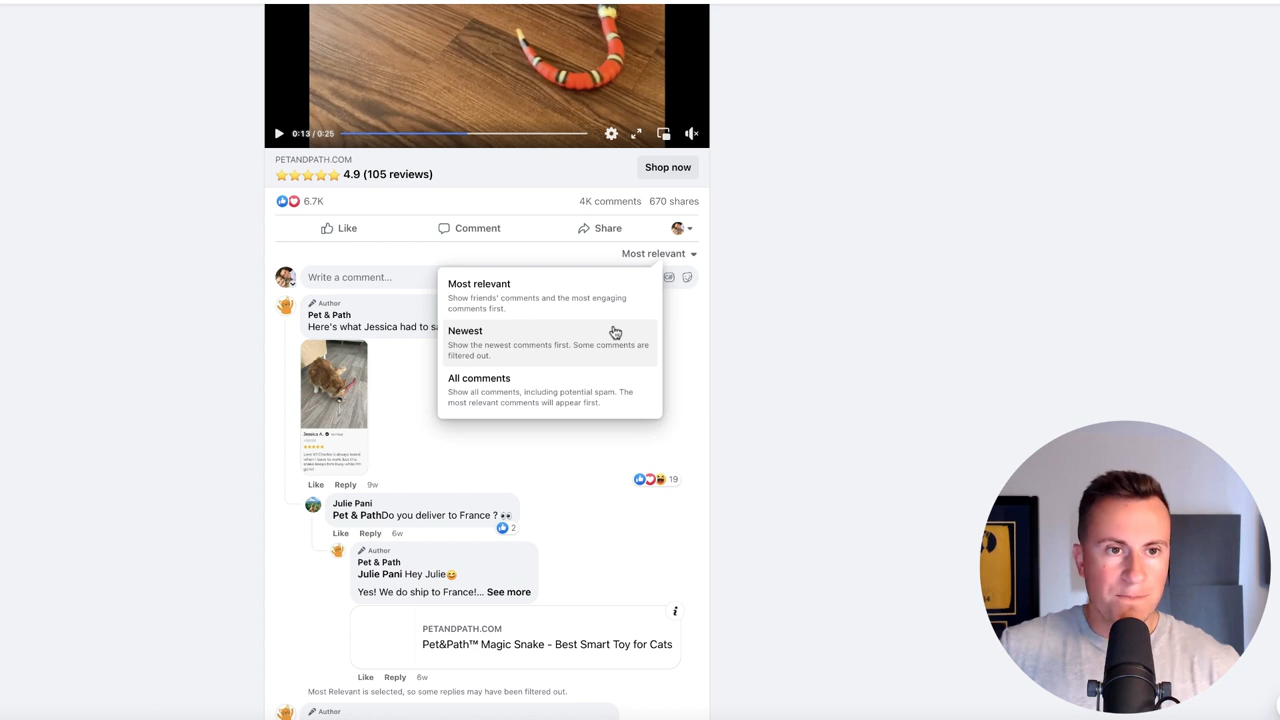 0:13 / 0:25
PETANDPATH.COM
4.9 (105 reviews)
Shop now
6.7K
4K comments 670 shares
Like
Comment
Share
Most relevant
Write a comment...
GIF
Most relevant
Show friends' comments and the most engaging
comments first.
Newest
Show the newest comments first. Some comments are
filtered out.
All comments
Show all comments, including potential spam. The
most relevant comments will appear first.
Author
Pet & Path
Here's what Jessica had to sa
Jessica A.
Like Reply 9w
19
Julie Pani
Pet & PathDo you deliver to France ? 👀
2
Like Reply 6w
Author
Pet & Path
Julie Pani Hey Julie😊
Yes! We do ship to France!... See more
PETANDPATH.COM
Pet&Path™ Magic Snake - Best Smart Toy for Cats
Like Reply 6w
Most Relevant is selected, so some replies may have been filtered out.
Author